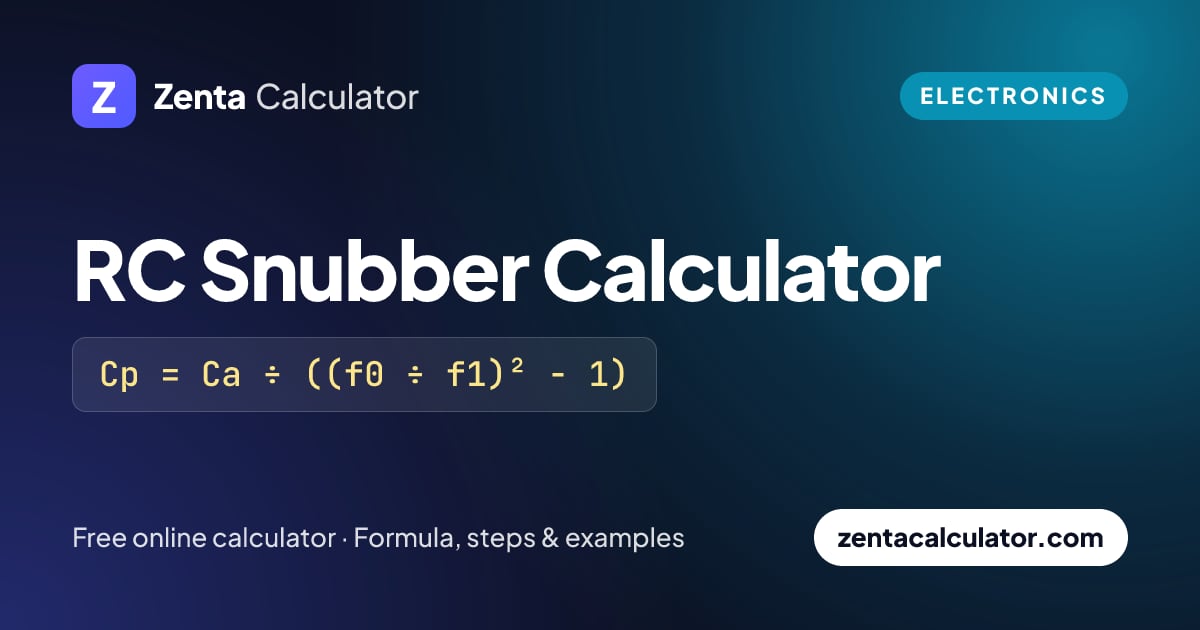 Z Zenta Calculator
ELECTRONICS
RC Snubber Calculator
Cp = Ca ÷ ((f0 ÷ f1)² - 1)
Free online calculator · Formula, steps & examples
zentacalculator.com